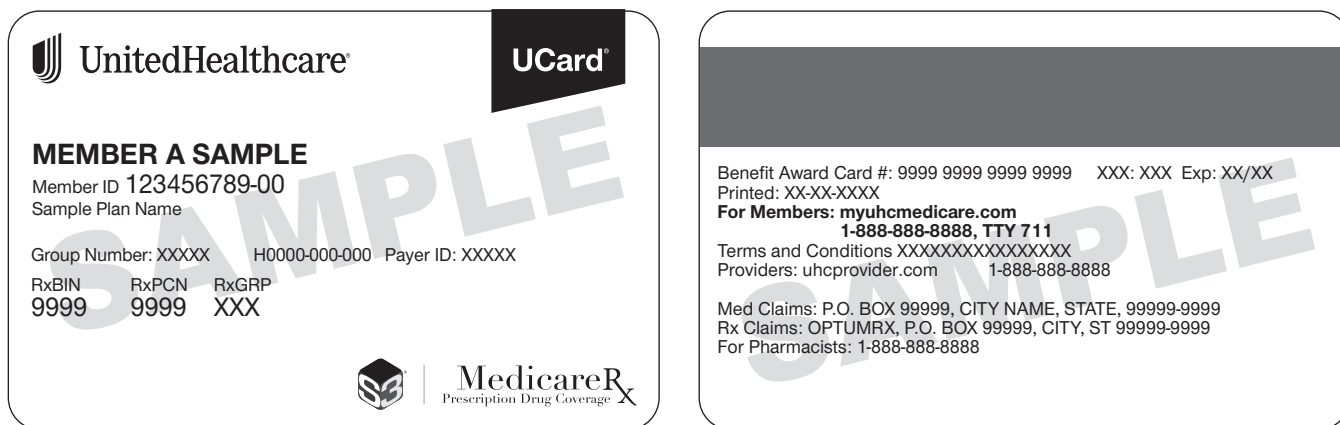 UnitedHealthcare®
UCard®
MEMBER A SAMPLE
Member ID 123456789-00
Sample Plan Name
Group Number: XXXXX H0000-000-000 Payer ID: XXXXX
RxBIN RxPCN RxGRP
9999 9999 XXX
SAMPLE
S3
MedicareRx
Prescription Drug Coverage
Benefit Award Card #: 9999 9999 9999 9999 XXX: XXX Exp: XX/XX
Printed: XX-XX-XXXX
For Members: myuhcmedicare.com
1-888-888-8888, TTY 711
Terms and Conditions XXXXXXXXXXXXXXXX
Providers: uhcprovider.com 1-888-888-8888
Med Claims: P.O. BOX 99999, CITY NAME, STATE, 99999-9999
Rx Claims: OPTUMRX, P.O. BOX 99999, CITY, ST 99999-9999
For Pharmacists: 1-888-888-8888
SAMPLE